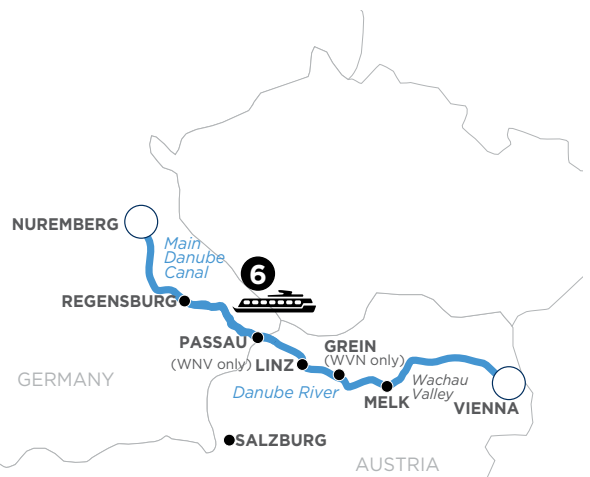 NUREMBERG
Main
Danube
Canal
6
REGENSBURG
PASSAU
(WNV only)
LINZ
GREIN
(WVN only)
GERMANY
Danube River
Wachau
Valley
MELK
VIENNA
SALZBURG
AUSTRIA